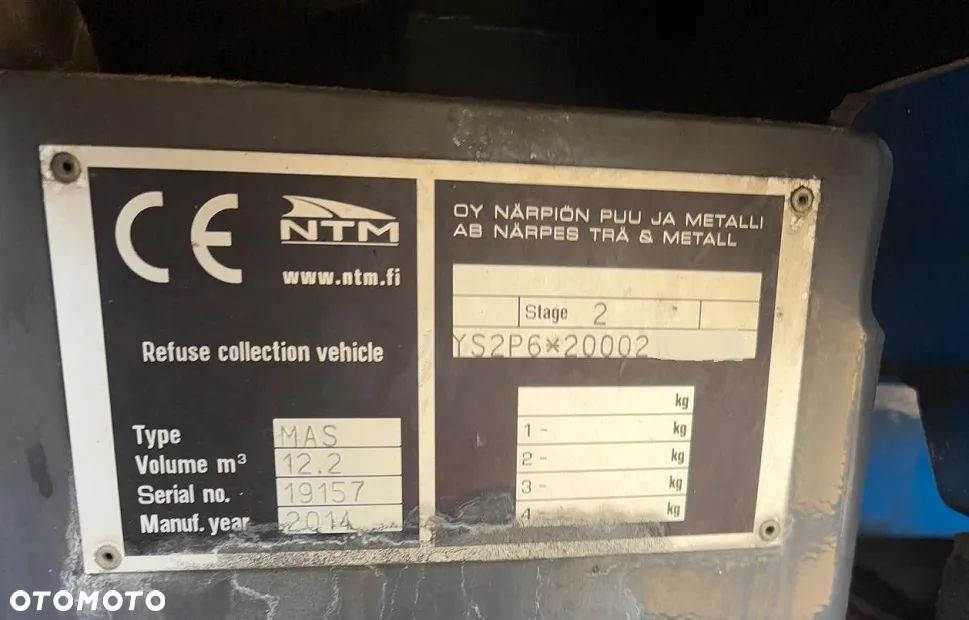 CE
NTM
www.ntm.fi
Refuse collection vehicle
Type MAS
Volume m³ 12.2
Serial no. 19157
Manuf. year 2014
OY NÄRPIÖN PUU JA METALLI
AB NÄRPES TRÄ & METALL
Stage 2
YS2P6*20002
kg
1 - kg
2 - kg
3 - kg
4 - kg
OTOMOTO